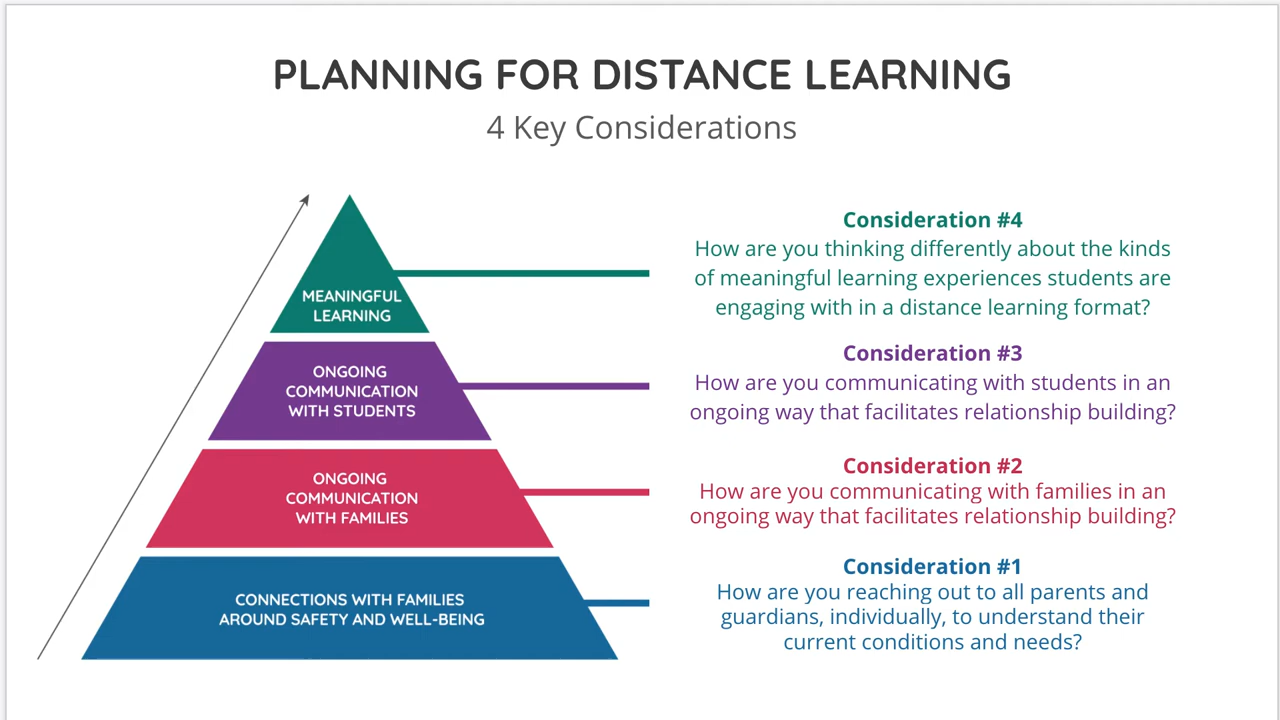 PLANNING FOR DISTANCE LEARNING
4 Key Considerations
MEANINGFUL
LEARNING
Consideration #4
How are you thinking differently about the kinds
of meaningful learning experiences students are
engaging with in a distance learning format?
ONGOING
COMMUNICATION
WITH STUDENTS
Consideration #3
How are you communicating with students in an
ongoing way that facilitates relationship building?
ONGOING
COMMUNICATION
WITH FAMILIES
Consideration #2
How are you communicating with families in an
ongoing way that facilitates relationship building?
CONNECTIONS WITH FAMILIES
AROUND SAFETY AND WELL-BEING
Consideration #1
How are you reaching out to all parents and
guardians, individually, to understand their
current conditions and needs?